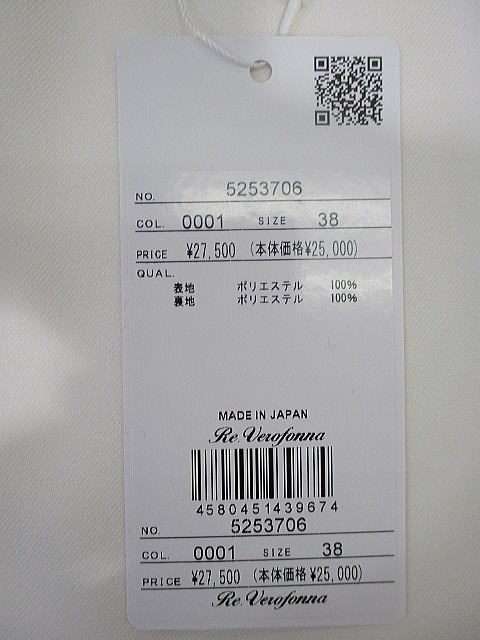 NO. 5253706
COL. 0001 SIZE 38
PRICE ¥27,500 (本体価格¥25,000)
QUAL.
表地 ポリエステル 100%
裏地 ポリエステル 100%
MADE IN JAPAN
Re. Verofonna
4580451439674
NO. 5253706
COL. 0001 SIZE 38
PRICE ¥27,500 (本体価格¥25,000)
Re. Verofonna